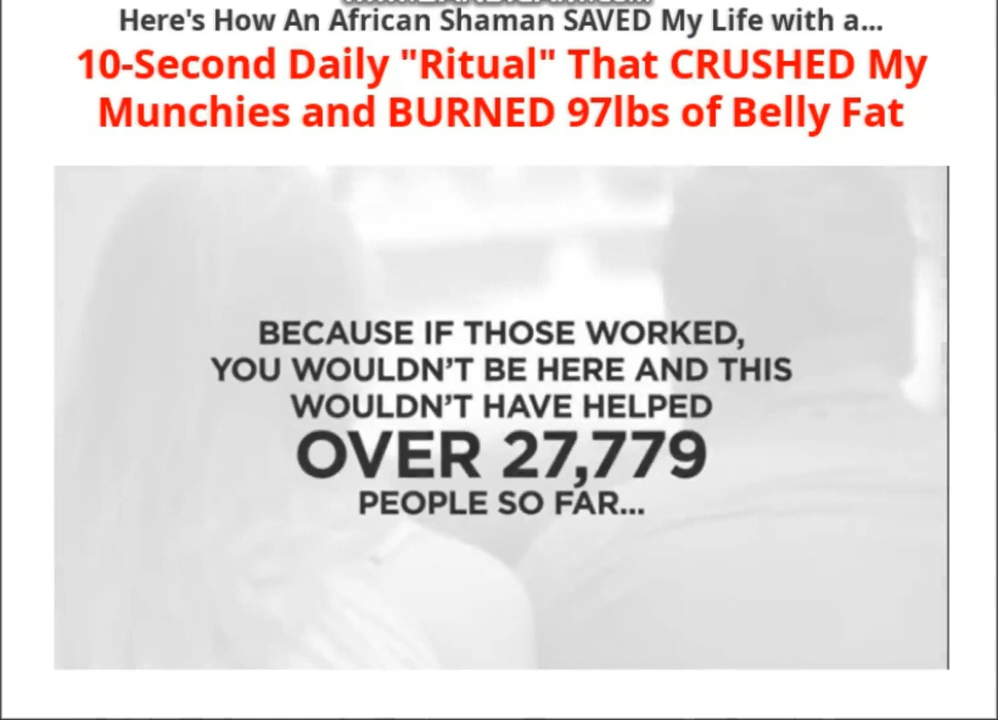 Here's How An African Shaman SAVED My Life with a...
10-Second Daily "Ritual" That CRUSHED My
Munchies and BURNED 97lbs of Belly Fat
BECAUSE IF THOSE WORKED,
YOU WOULDN'T BE HERE AND THIS
WOULDN'T HAVE HELPED
OVER 27,779
PEOPLE SO FAR...